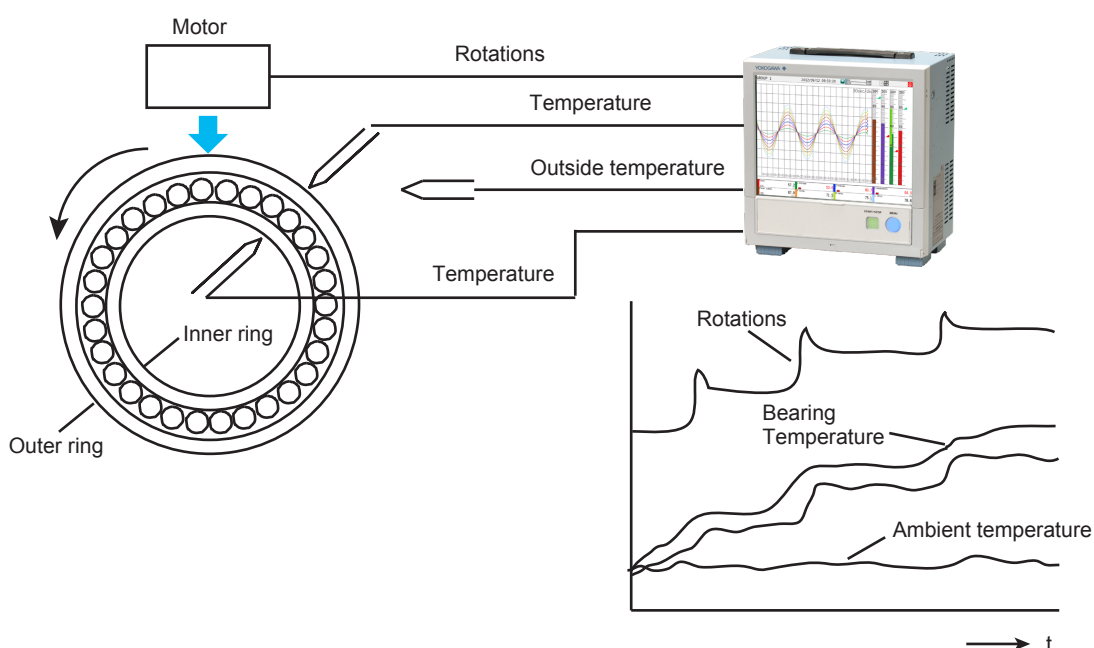 Motor
Rotations
Temperature
Outside temperature
Temperature
Inner ring
Outer ring
YOKOGAWA
Rotations
Bearing
Temperature
Ambient temperature
t